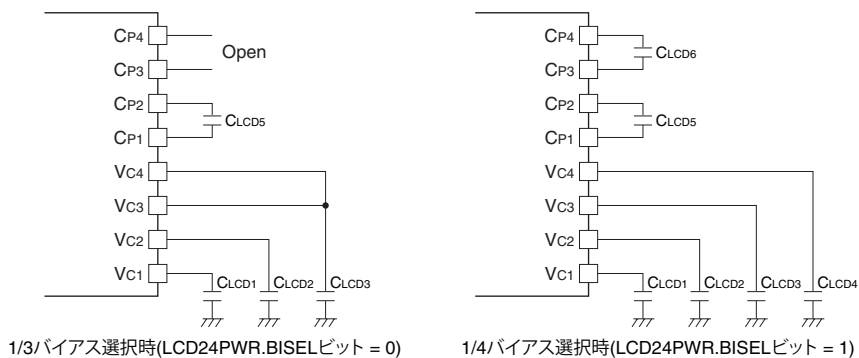 CP4
CP3
Open
CP2
CP1
CLCD5
VC4
VC3
VC2
VC1
CLCD1 CLCD2 CLCD3
1/3バイアス選択時(LCD24PWR.BISELビット = 0)
CP4
CP3
CLCD6
CP2
CP1
CLCD5
VC4
VC3
VC2
VC1
CLCD1 CLCD2 CLCD3 CLCD4
1/4バイアス選択時(LCD24PWR.BISELビット = 1)